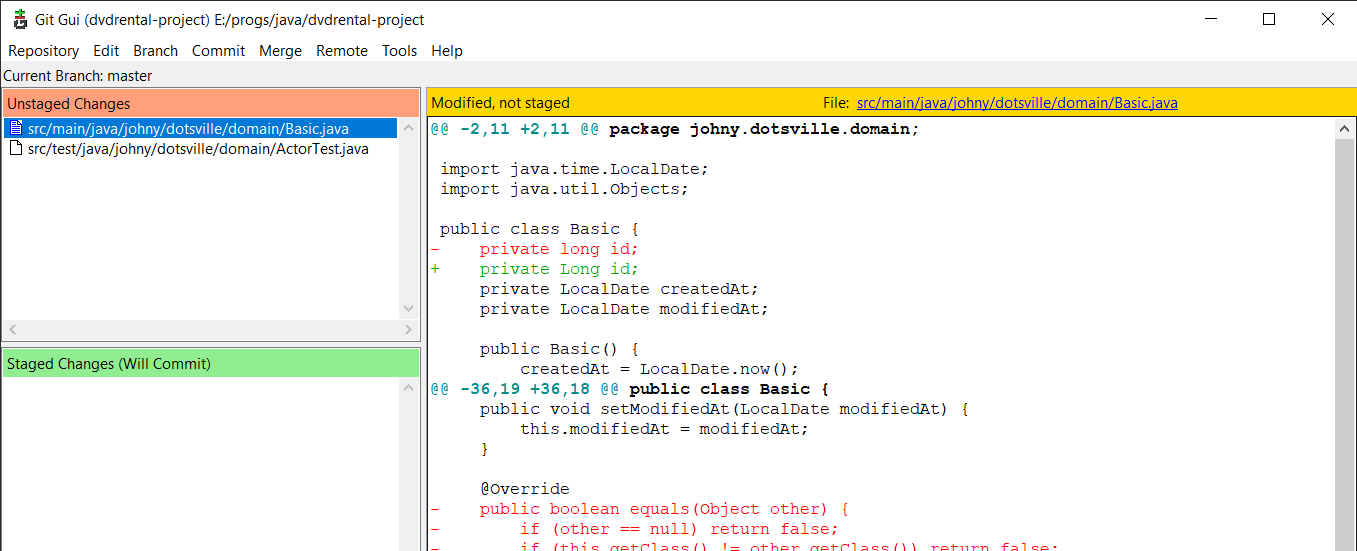 Git Gui (dvdrental-project) E:/progs/java/dvdrental-project
Repository Edit Branch Commit Merge Remote Tools Help
Current Branch: master
Unstaged Changes
src/main/java/johny/dotsville/domain/Basic.java
src/test/java/johny/dotsville/domain/ActorTest.java
Staged Changes (Will Commit)
Modified, not staged File: src/main/java/johny/dotsville/domain/Basic.java
@@ -2,11 +2,11 @@ package johny.dotsville.domain;
import java.time.LocalDate;
import java.util.Objects;
public class Basic {
-    private long id;
+    private Long id;
    private LocalDate createdAt;
    private LocalDate modifiedAt;
    public Basic() {
        createdAt = LocalDate.now();
@@ -36,19 +36,18 @@ public class Basic {
    public void setModifiedAt(LocalDate modifiedAt) {
        this.modifiedAt = modifiedAt;
    }
    @Override
-    public boolean equals(Object other) {
-        if (other == null) return false;
-        if (this.getClass() != other.getClass()) return false;